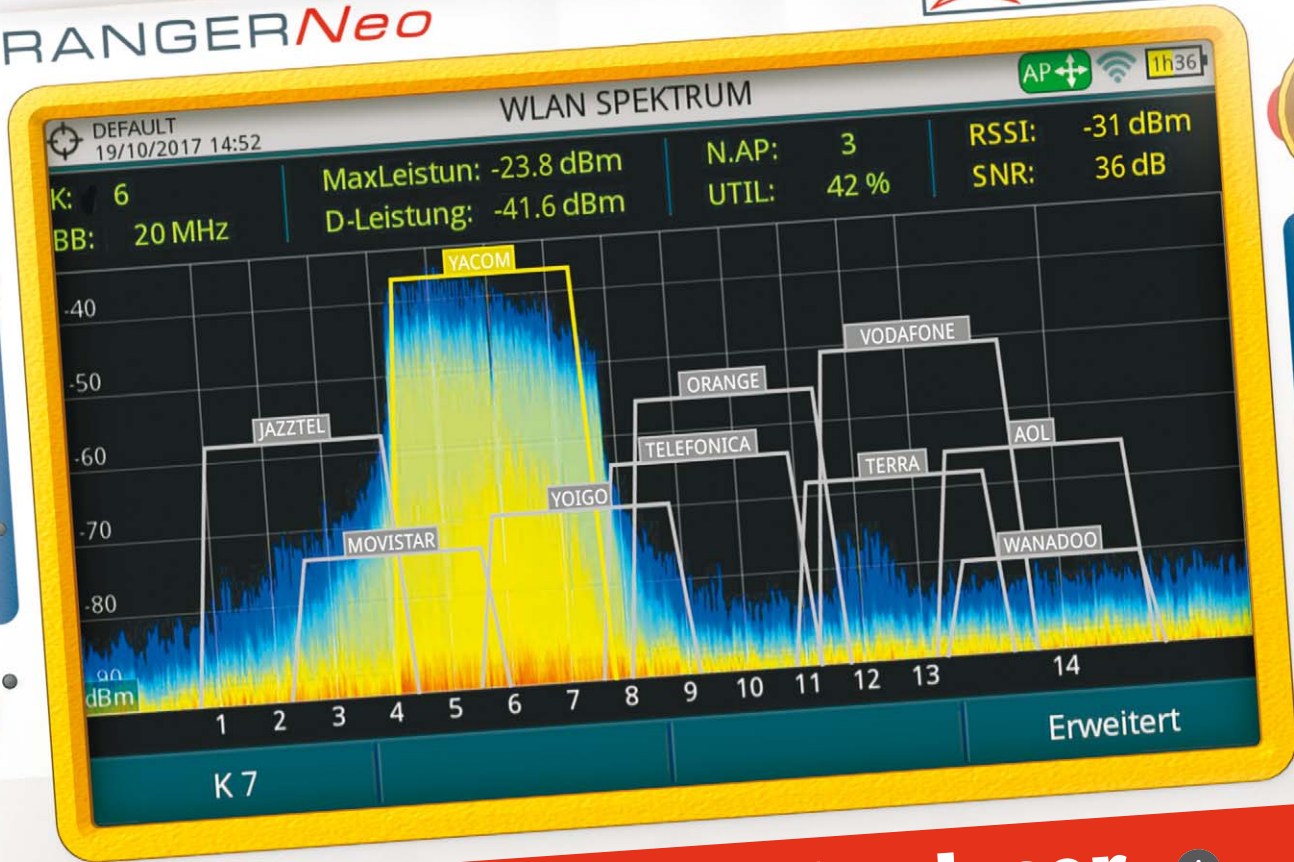 RANGERNeo
DEFAULT
19/10/2017 14:52
WLAN SPEKTRUM
AP
1h36
K: 6
BB: 20 MHz
MaxLeistun: -23.8 dBm
D-Leistung: -41.6 dBm
N.AP: 3
UTIL: 42 %
RSSI: -31 dBm
SNR: 36 dB
YACOM
-40
VODAFONE
-50
ORANGE
JAZZTEL
TELEFONICA
AOL
-60
TERRA
YOIGO
-70
MOVISTAR
WANADOO
-80
-90
dBm
1 2 3 4 5 6 7 8 9 10 11 12 13 14
K 7
Erweitert